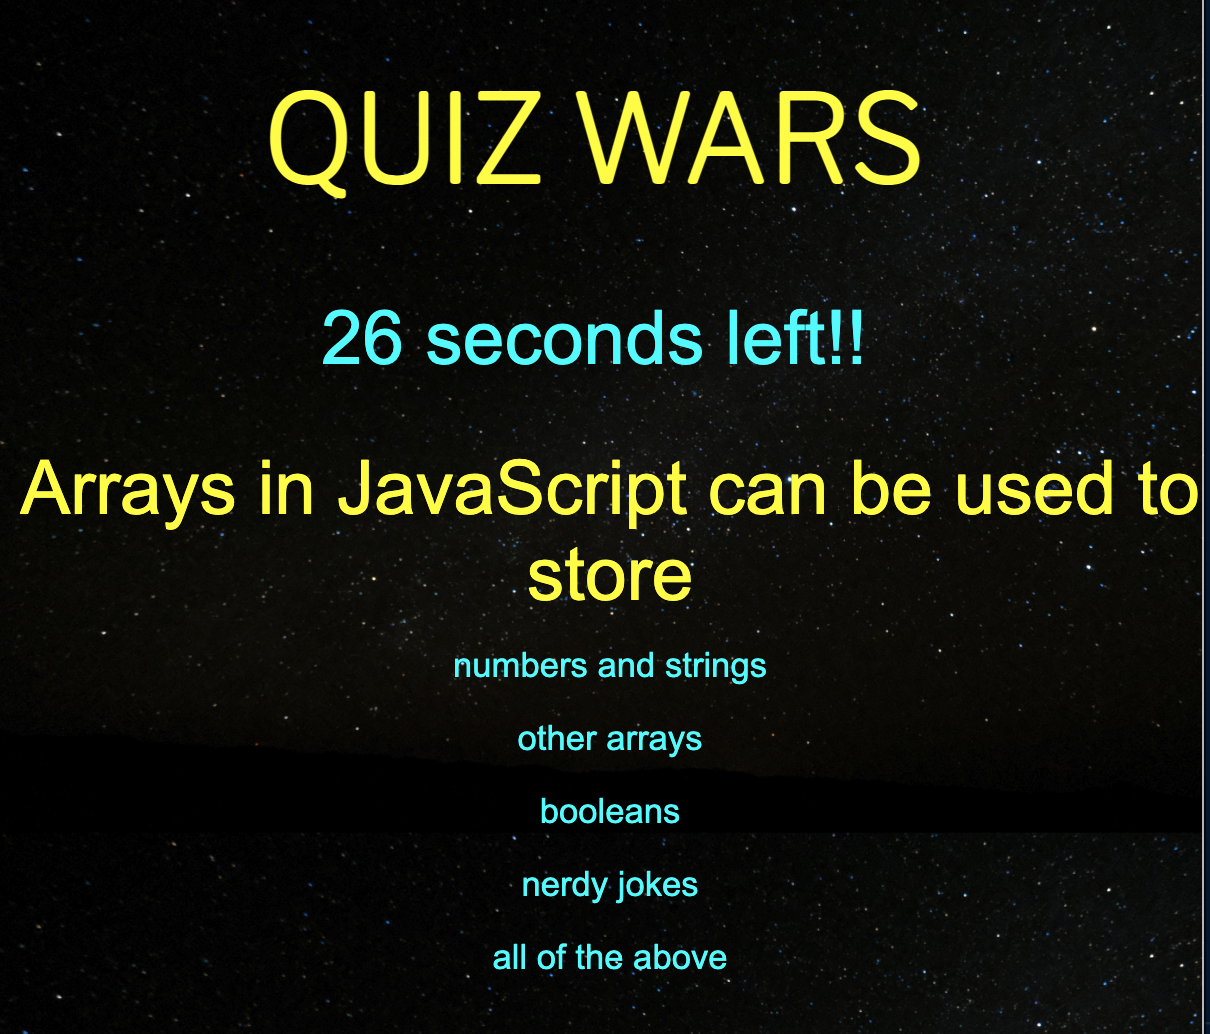 QUIZ WARS
26 seconds left!!
Arrays in JavaScript can be used to
store
numbers and strings
other arrays
booleans
nerdy jokes
all of the above